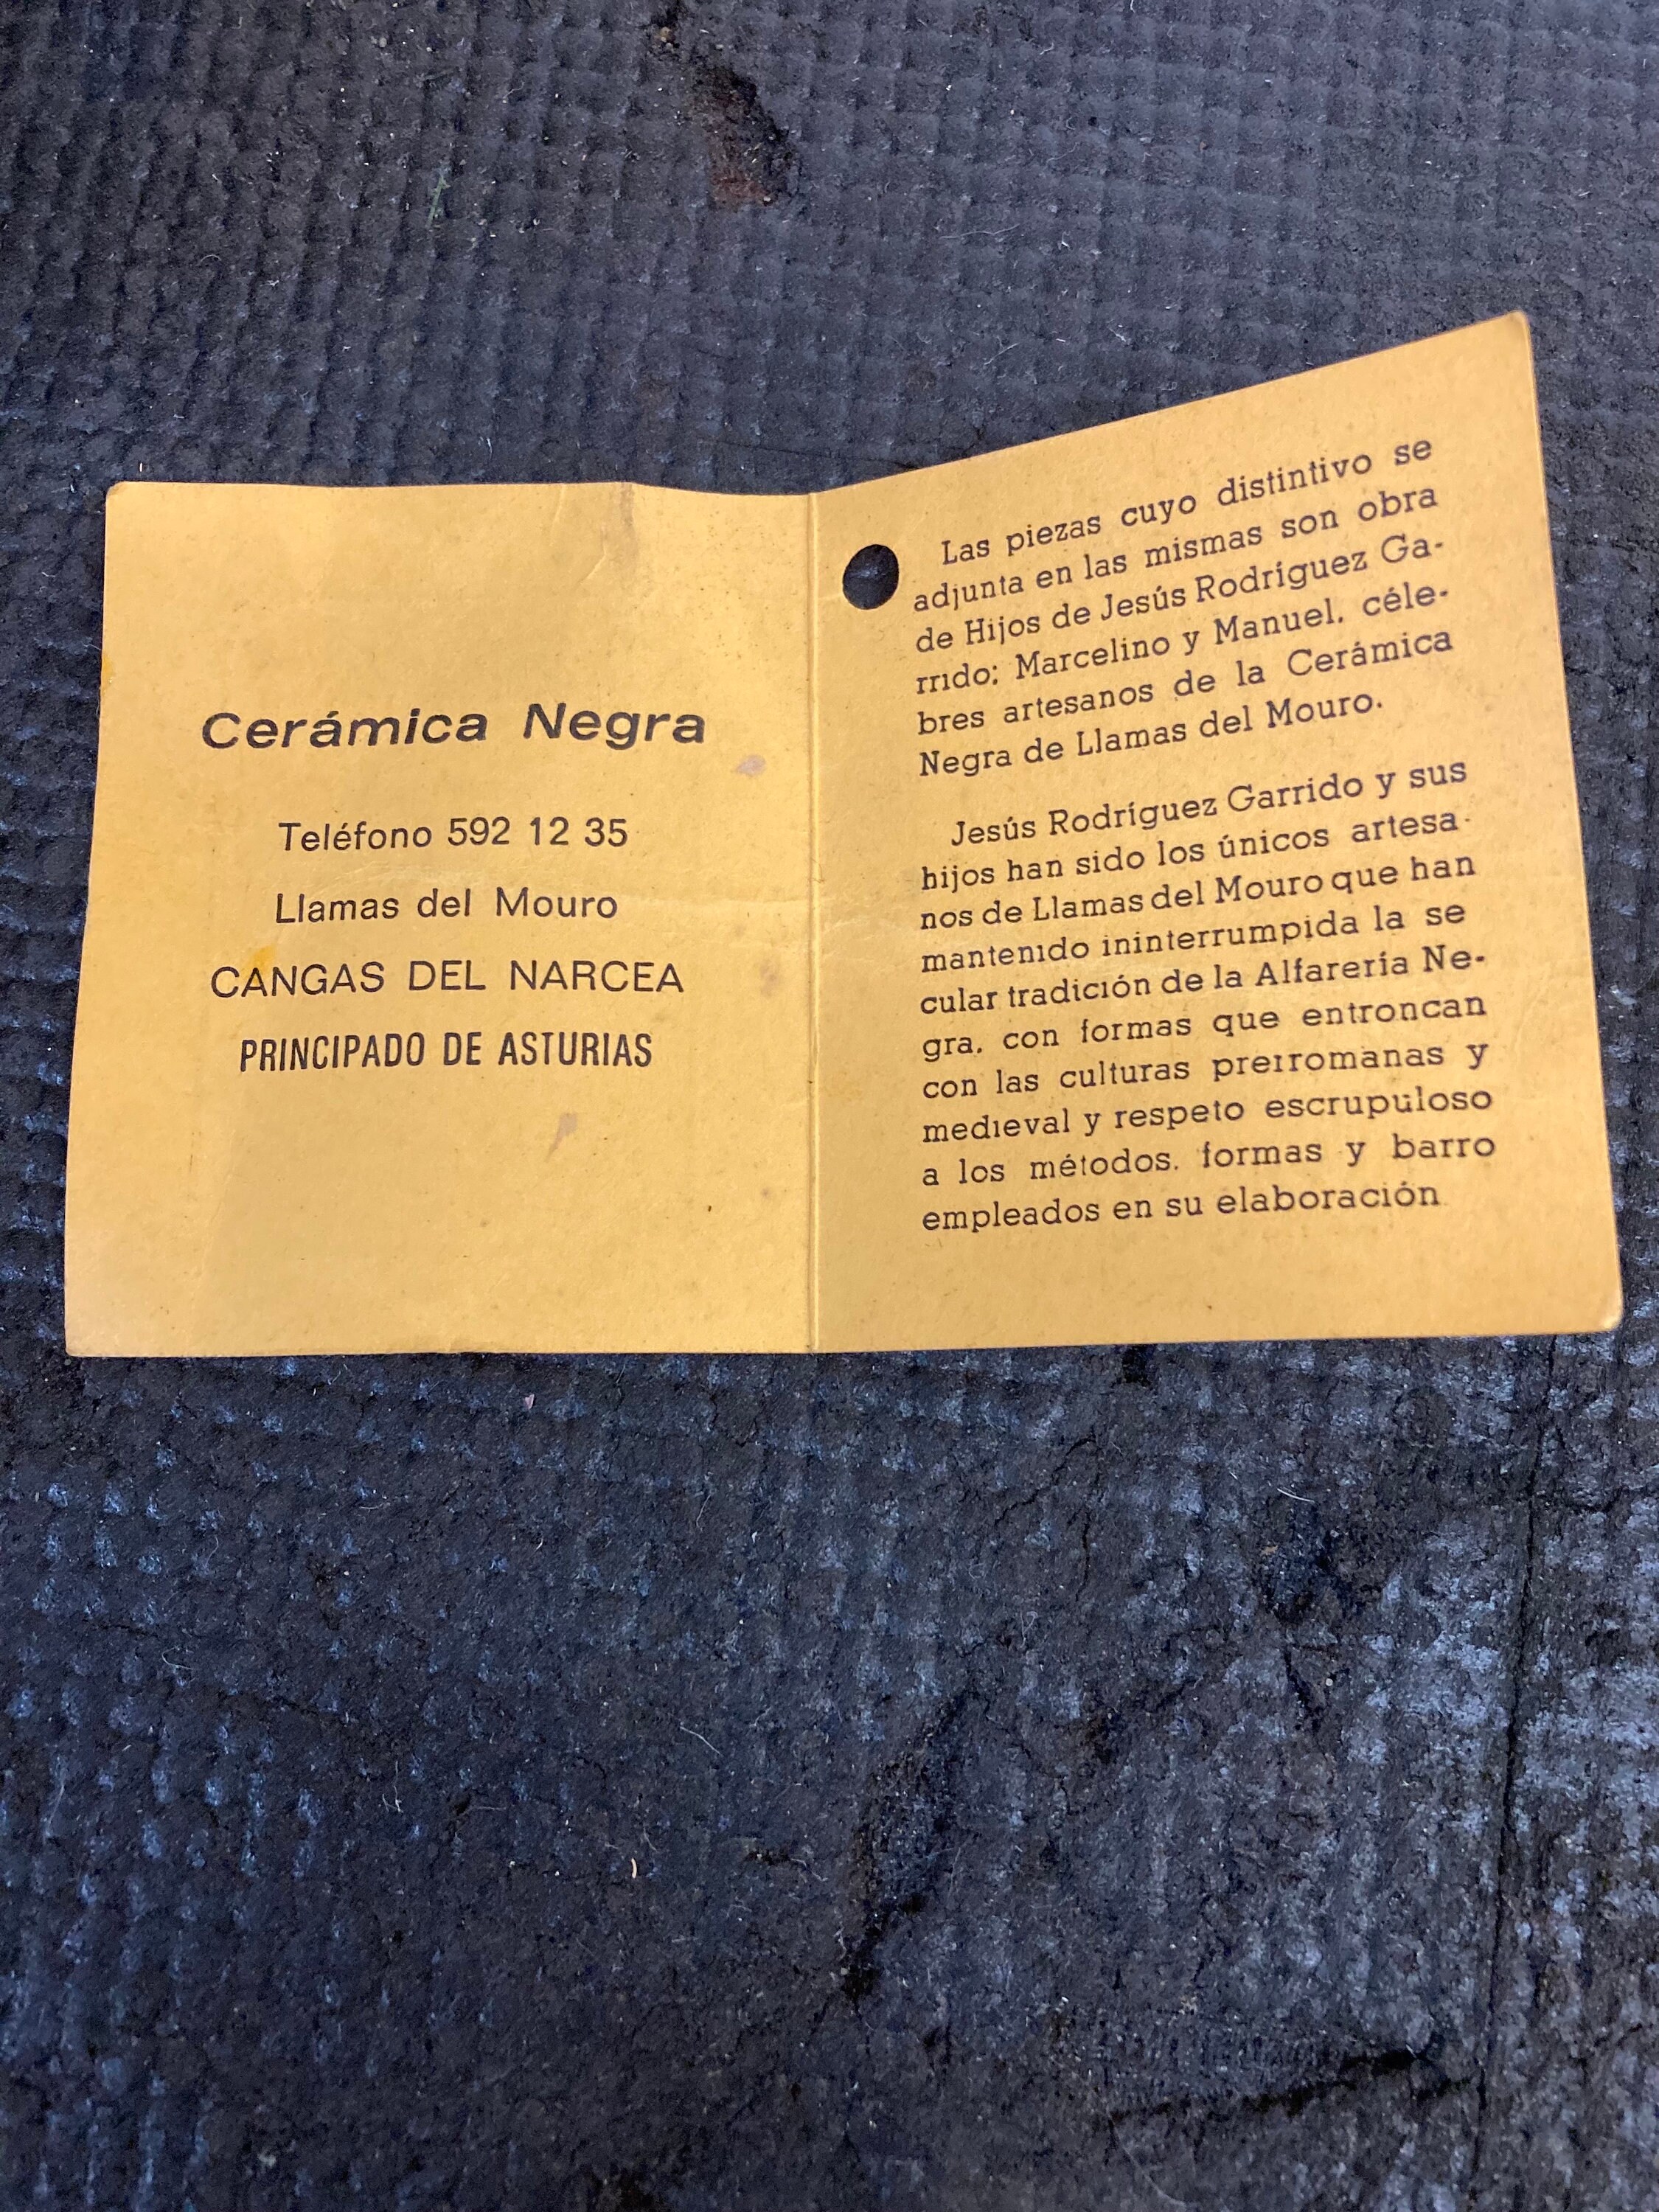 Cerámica Negra
Teléfono 592 12 35
Llamas del Mouro
CANGAS DEL NARCEA
PRINCIPADO DE ASTURIAS
Las piezas cuyo distintivo se
adjunta en las mismas son obra
de Hijos de Jesús Rodríguez Ga-
rrido: Marcelino y Manuel, céle-
bres artesanos de la Cerámica
Negra de Llamas del Mouro.
Jesús Rodríguez Garrido y sus
hijos han sido los únicos artesa-
nos de Llamas del Mouro que han
mantenido ininterrumpida la se
cular tradición de la Alfarería Ne-
gra, con formas que entroncan
con las culturas prerromanas y
medieval y respeto escrupuloso
a los métodos, formas y barro
empleados en su elaboración